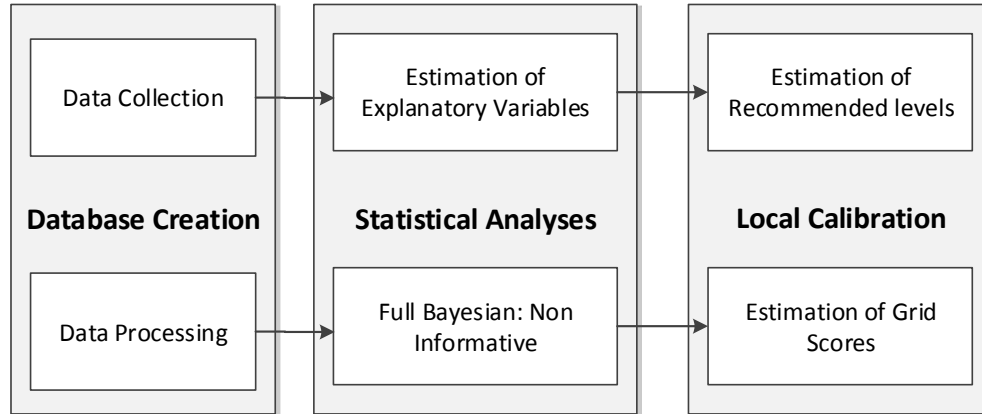 Data Collection
Database Creation
Data Processing
Estimation of
Explanatory Variables
Statistical Analyses
Full Bayesian: Non
Informative
Estimation of
Recommended levels
Local Calibration
Estimation of Grid
Scores